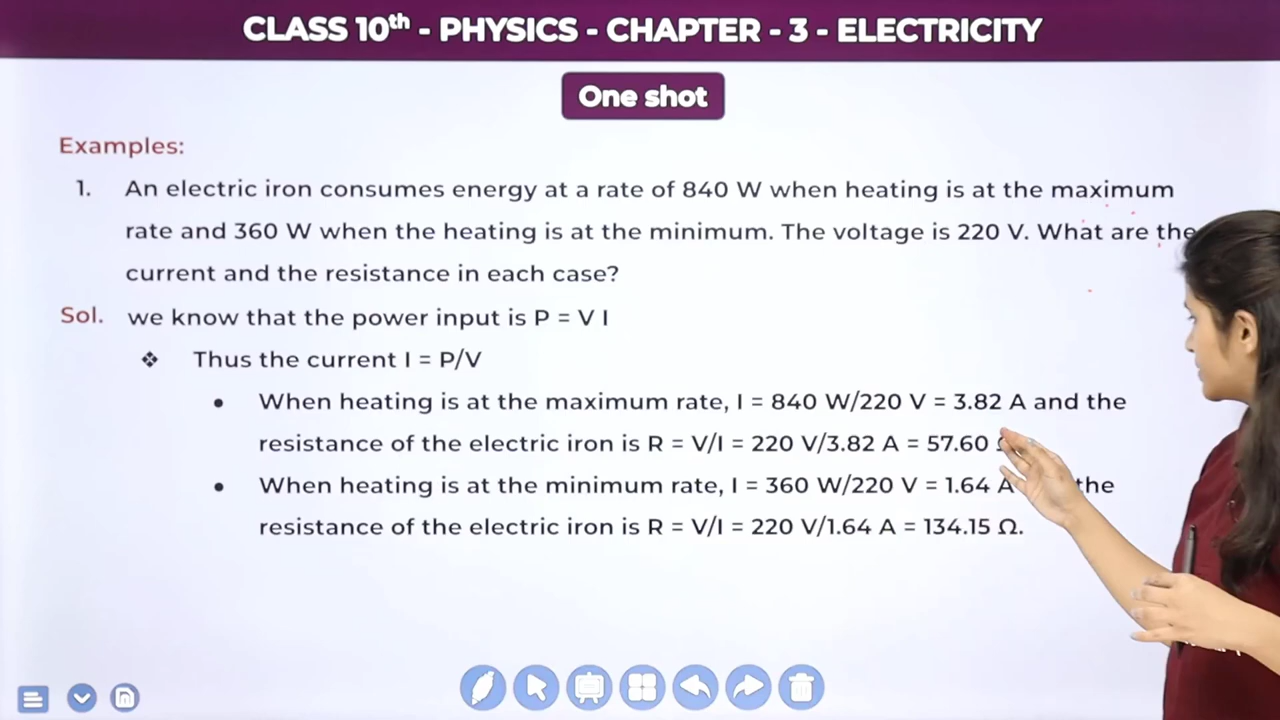 CLASS 10th - PHYSICS - CHAPTER - 3 - ELECTRICITY
One shot
Examples:
1. An electric iron consumes energy at a rate of 840 W when heating is at the maximum
rate and 360 W when the heating is at the minimum. The voltage is 220 V. What are the
current and the resistance in each case?
Sol. we know that the power input is P = V I
❖ Thus the current I = P/V
• When heating is at the maximum rate, I = 840 W/220 V = 3.82 A and the
resistance of the electric iron is R = V/I = 220 V/3.82 A = 57.60
• When heating is at the minimum rate, I = 360 W/220 V = 1.64 A the
resistance of the electric iron is R = V/I = 220 V/1.64 A = 134.15 Ω.